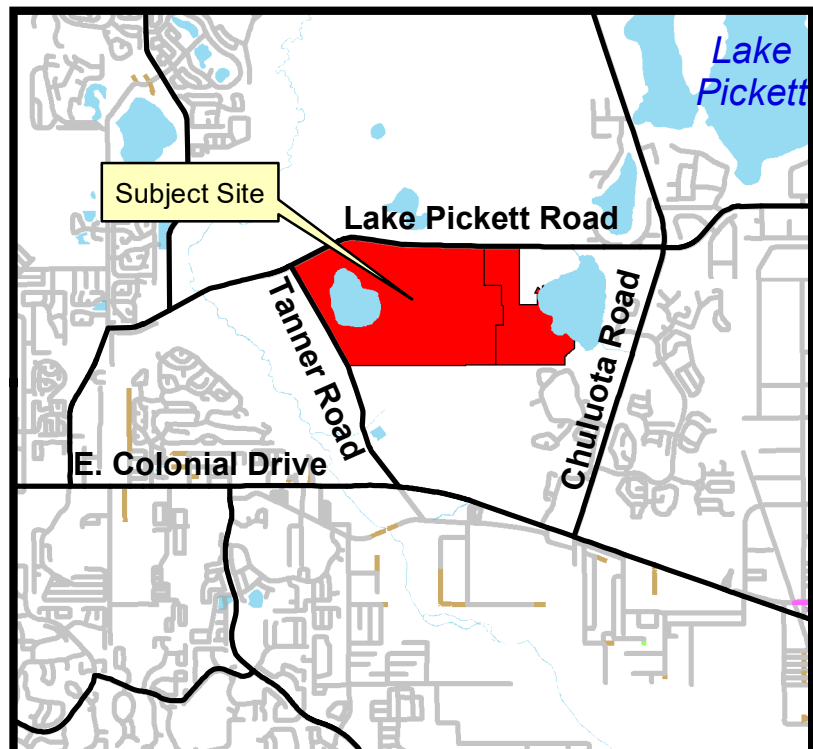 Lake
Pickett
Subject Site
Lake Pickett Road
Tanner Road
Chuluota Road
E. Colonial Drive